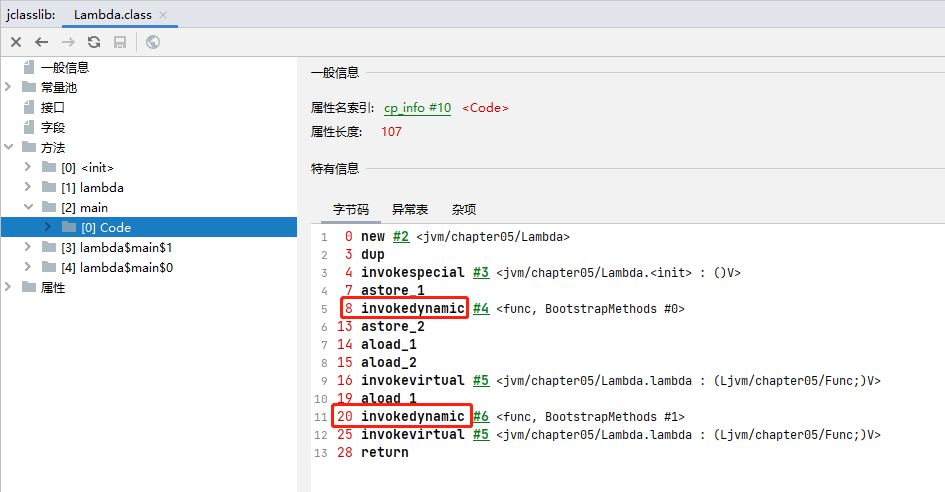 jclasslib:
Lambda.class
一般信息
常量池
接口
字段
方法
[0] <init>
[1] lambda
[2] main
[0] Code
[3] lambda$main$1
[4] lambda$main$0
属性
一般信息
属性名索引: cp_info #10 <Code>
属性长度: 107
特有信息
字节码 异常表 杂项
1 0 new #2 <jvm/chapter05/Lambda>
2 3 dup
3 4 invokespecial #3 <jvm/chapter05/Lambda.<init> : ()V>
4 7 astore_1
5 8 invokedynamic #4 <func, BootstrapMethods #0>
6 13 astore_2
7 14 aload_1
8 15 aload_2
9 16 invokevirtual #5 <jvm/chapter05/Lambda.lambda : (Ljvm/chapter05/Func;)V>
10 19 aload_1
11 20 invokedynamic #6 <func, BootstrapMethods #1>
12 25 invokevirtual #5 <jvm/chapter05/Lambda.lambda : (Ljvm/chapter05/Func;)V>
13 28 return